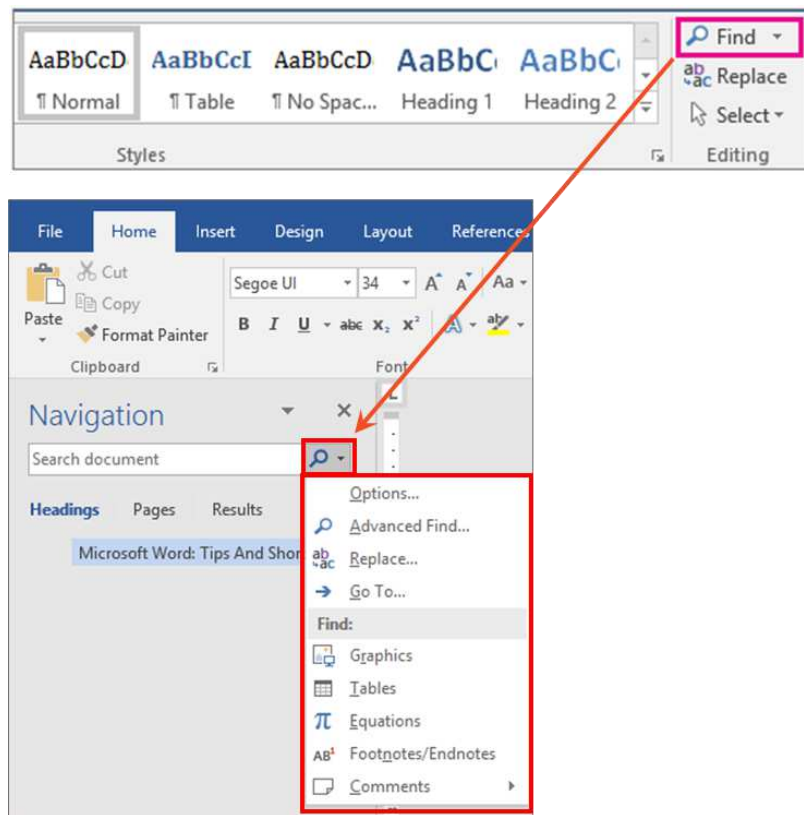 AaBbCcD AaBbCcI AaBbCcD AaBbC AaBbC
¶ Normal ¶ Table ¶ No Spac... Heading 1 Heading 2
Styles
Find
Replace
Select
Editing
File Home Insert Design Layout References
Paste
Cut
Copy
Format Painter
Clipboard
Segoe UI 34 A A Aa
B I U abc x₂ x² A aby
Font
Navigation
Search document
Headings Pages Results
Microsoft Word: Tips And Shor
Options...
Advanced Find...
Replace...
Go To...
Find:
Graphics
Tables
Equations
AB¹ Footnotes/Endnotes
Comments